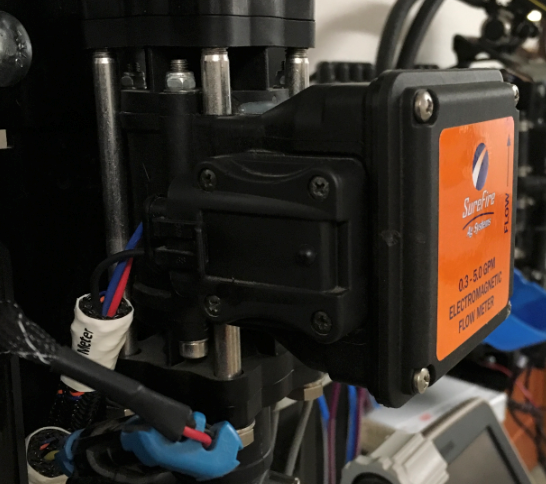 SureFire
Ag Systems
FLOW
0.3 - 5.0 GPM
ELECTROMAGNETIC
FLOW METER
Meter